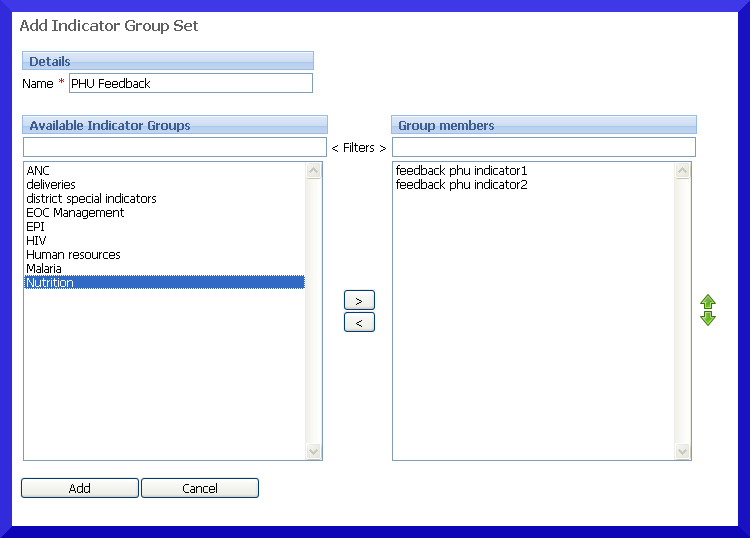 Add Indicator Group Set
Details
Name * PHU Feedback
Available Indicator Groups
Group members
< Filters >
ANC
deliveries
district special indicators
EOC Management
EPI
HIV
Human resources
Malaria
Nutrition
feedback phu indicator1
feedback phu indicator2
>
<
Add
Cancel